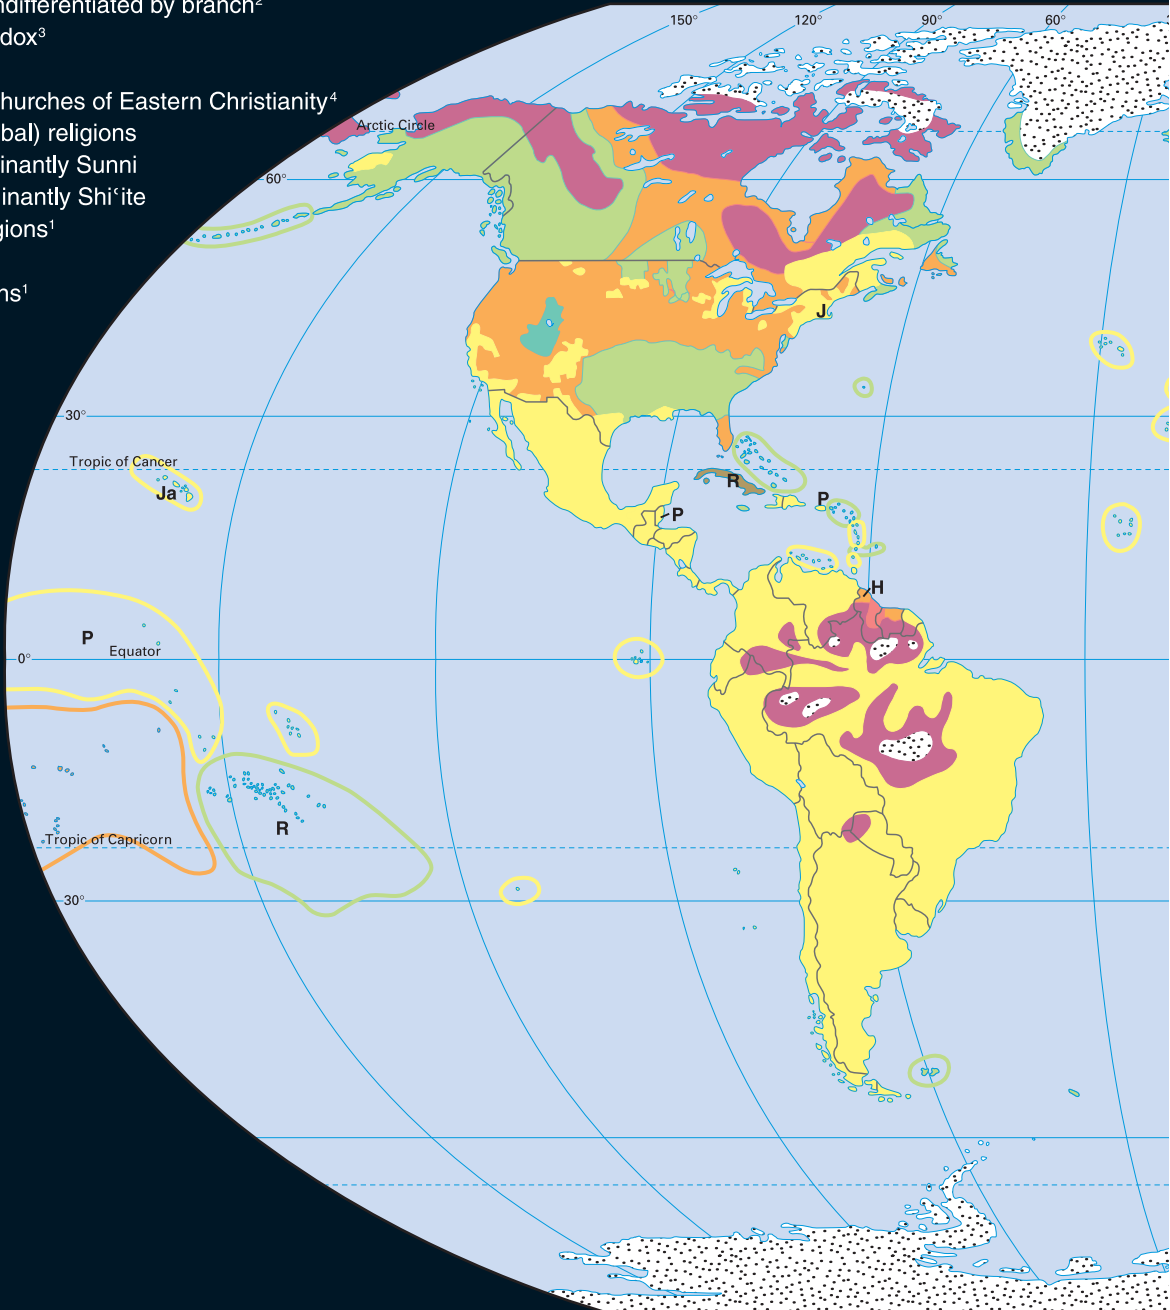 ndifferentiated by branch²
dox³
hurches of Eastern Christianity⁴
bal) religions
inantly Sunni
inantly Shiʿite
gions¹
ns¹
150° 120° 90° 60°
Arctic Circle
60°
J
30°
Tropic of Cancer
Ja
R
P
P
H
P
Equator
0°
R
Tropic of Capricorn
30°